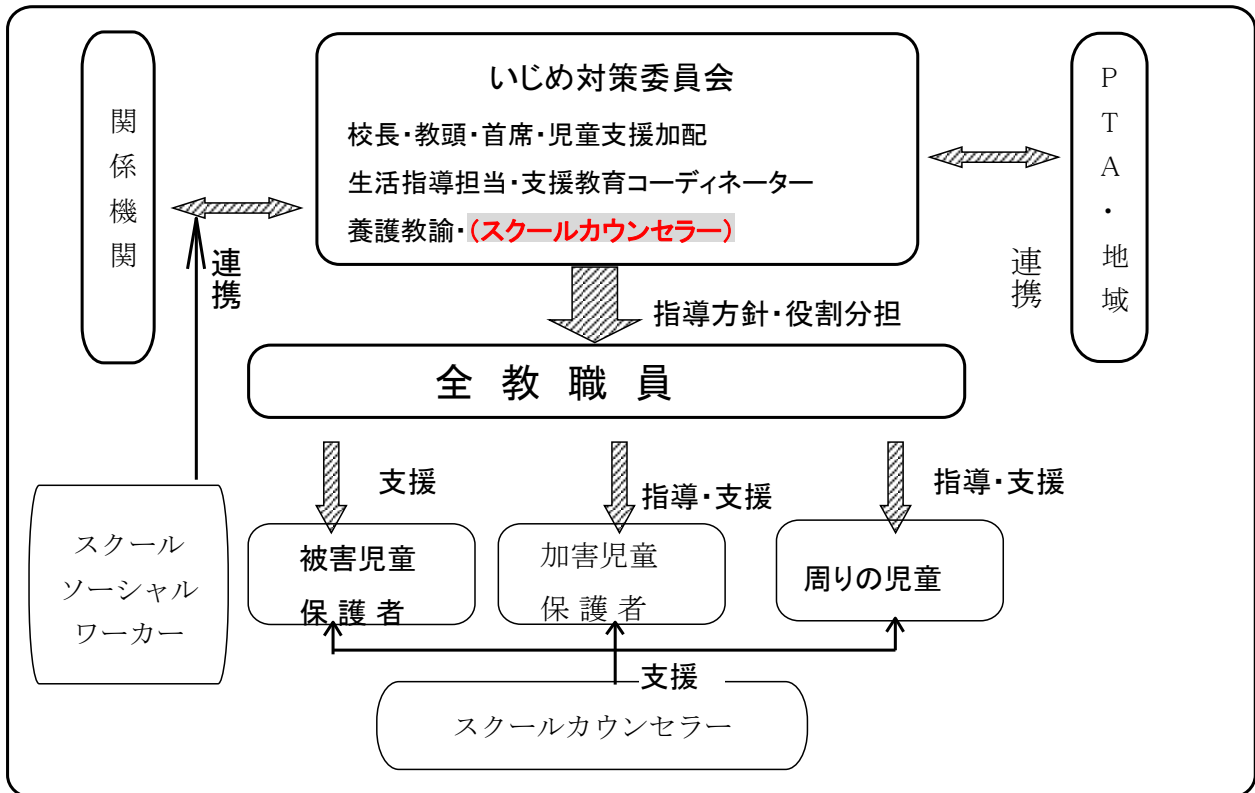 いじめ対策委員会
校長・教頭・首席・児童支援加配
生活指導担当・支援教育コーディネーター
養護教諭・(スクールカウンセラー)
関係機関
連携
PTA・地域
連携
指導方針・役割分担
全教職員
支援
指導・支援
指導・支援
スクール
ソーシャル
ワーカー
被害児童
保護者
加害児童
保護者
周りの児童
支援
スクールカウンセラー